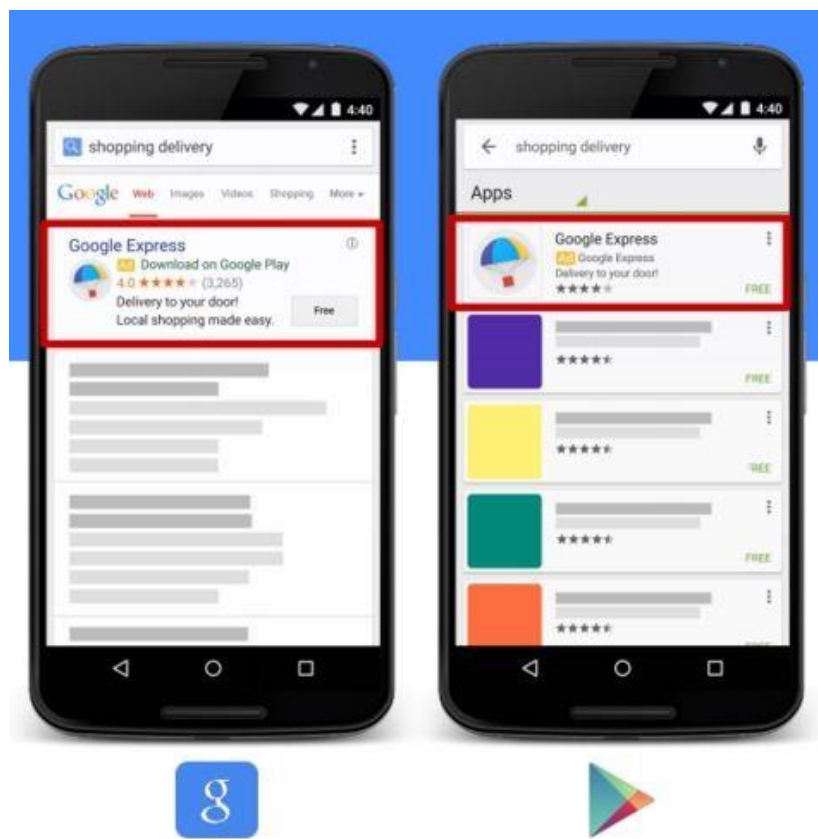 4:40
shopping delivery
Google Web Images Videos Shopping More
Google Express
Ad Download on Google Play
4.0 ★★★★★ (3,265)
Delivery to your door!
Local shopping made easy.
Free
g
4:40
shopping delivery
Apps
Google Express
Ad Google Express
Delivery to your door!
★★★★★ FREE
FREE
FREE
FREE
FREE